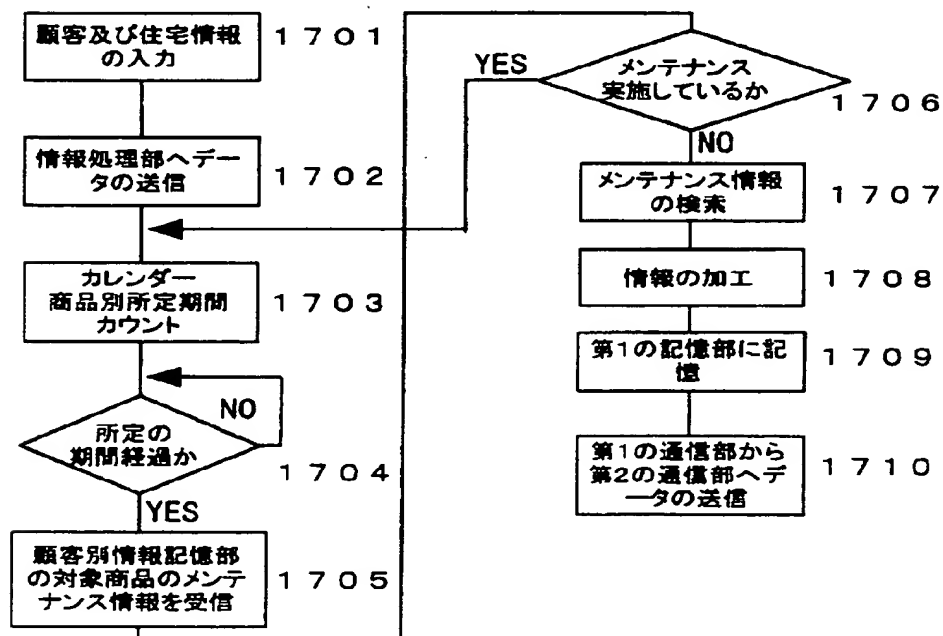 顧客及び住宅情報
の入力
1701
情報処理部へデー
タの送信
1702
カレンダー
商品別所定期間
カウント
1703
NO
所定の
期間経過か
1704
YES
顧客別情報記憶部
の対象商品のメンテ
ナンス情報を受信
1705
YES
メンテナンス
実施しているか
1706
NO
メンテナンス情報
の検索
1707
情報の加工
1708
第1の記憶部に記
憶
1709
第1の通信部から
第2の通信部へデ
ータの送信
1710